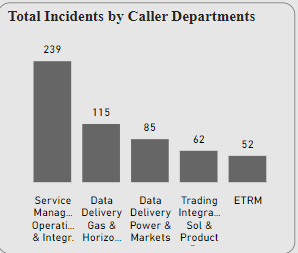 Total Incidents by Caller Departments
239
115
85
62
52
Service Manag... Operati... & Integr.
Data Delivery Gas & Horizo...
Data Delivery Power & Markets
Trading Integra... Sol & Product
ETRM